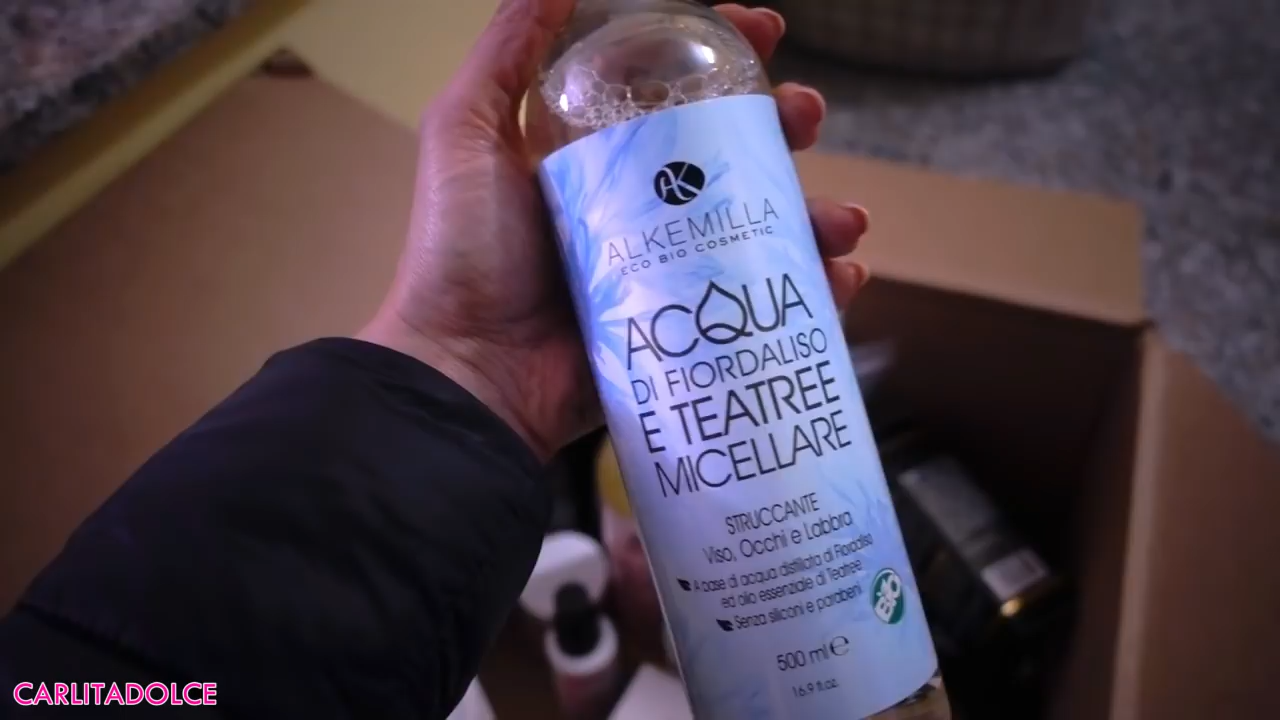 AK
ALKEMILLA
ECO BIO COSMETIC
ACQUA
DI FIORDALISO
E TEATREE
MICELLARE
STRUCCANTE
Viso, Occhi e Labbra
A base di acqua distillata di Fiordaliso
ed olio essenziale di Teatree
Senza siliconi e parabeni
BIO
500 ml e
16.9 fl.oz.
CARLITADOLCE